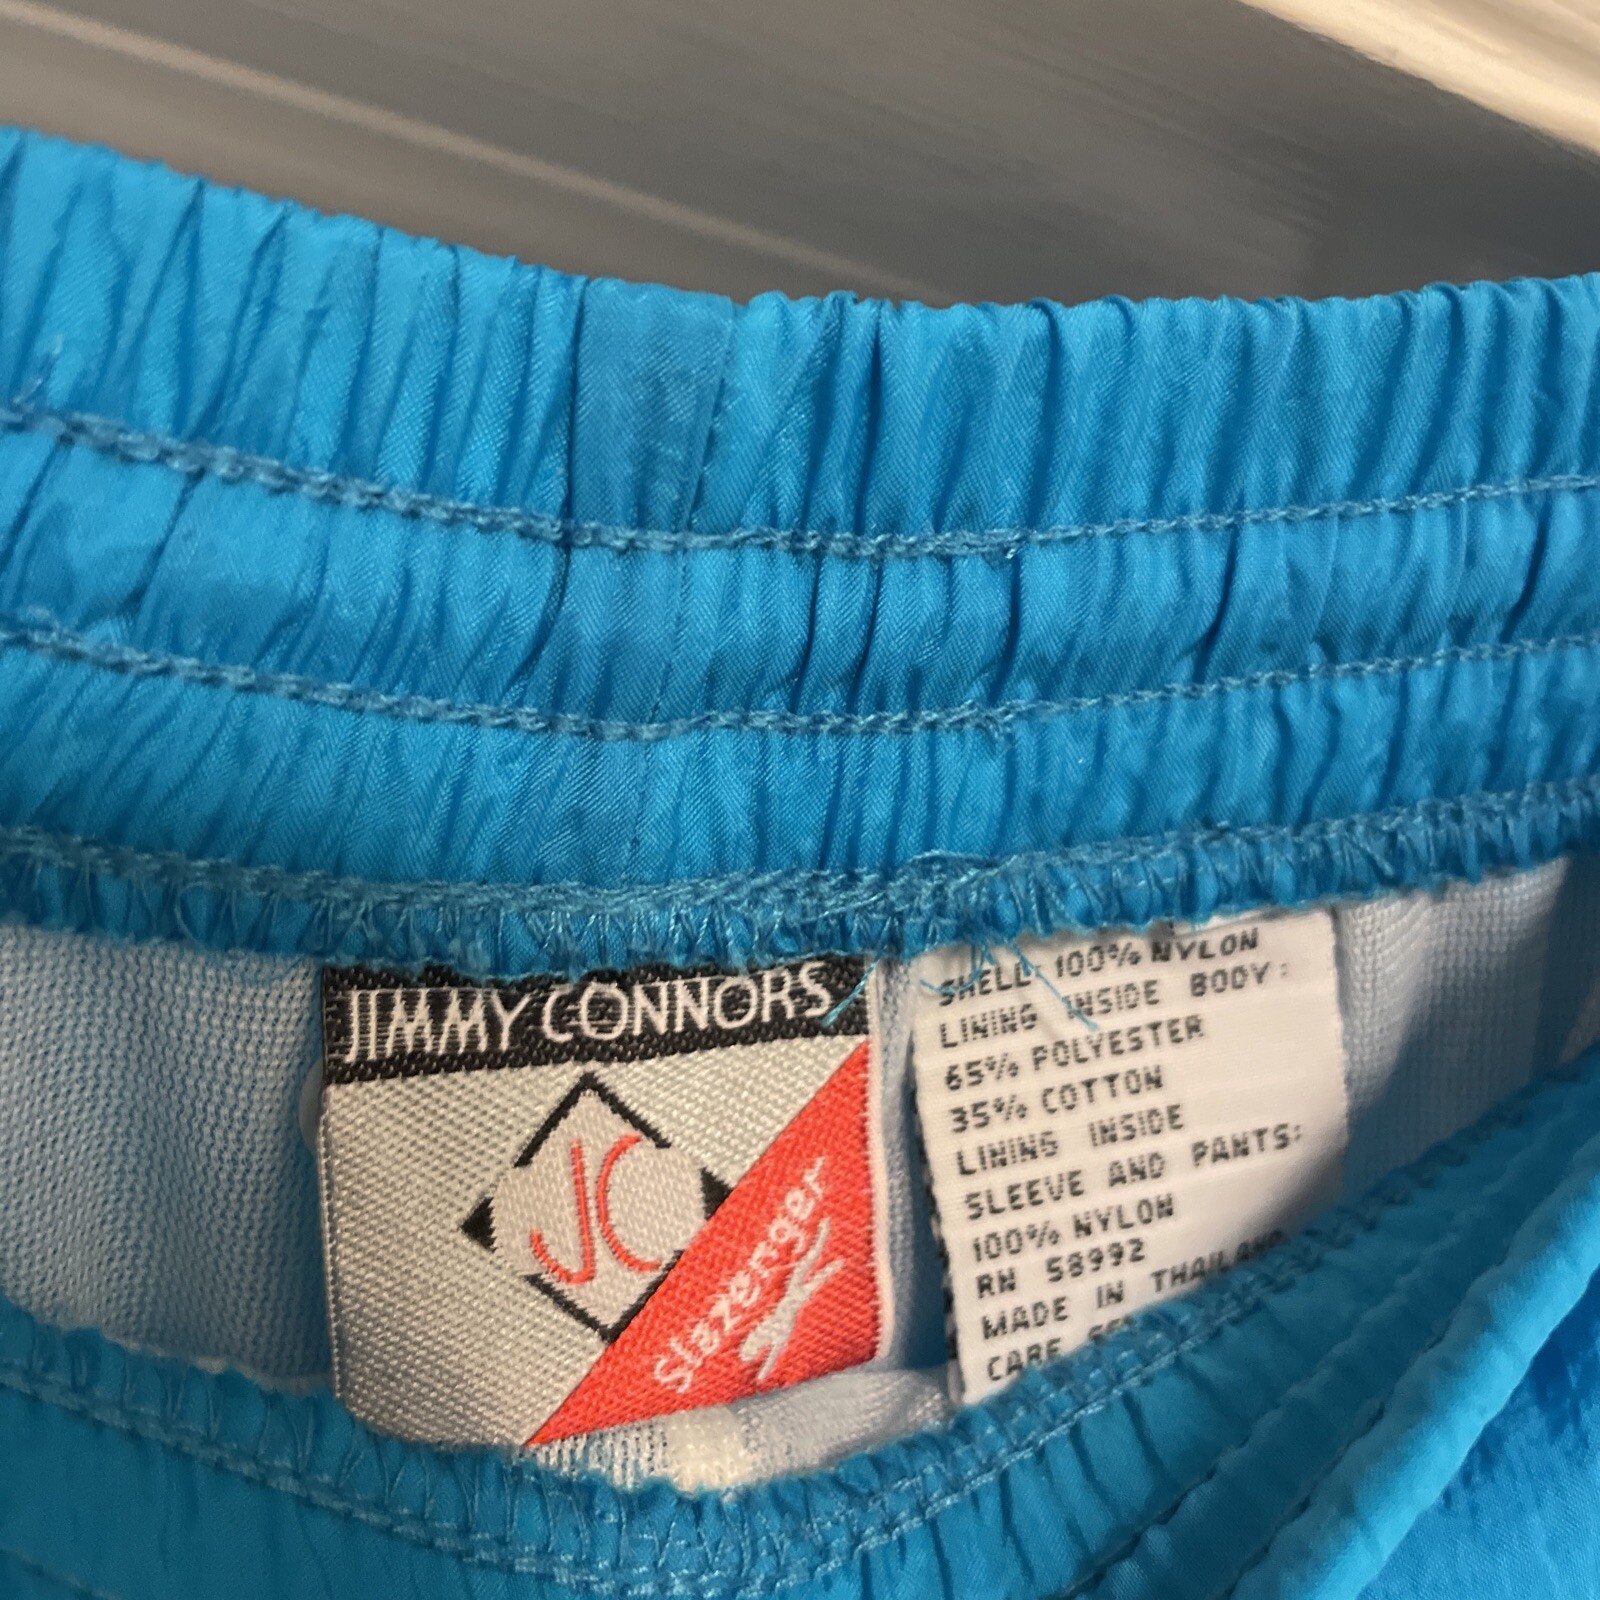 JIMMY CONNORS
JC
Slazenger
SHELL: 100% NYLON
LINING INSIDE BODY:
65% POLYESTER
35% COTTON
LINING INSIDE
SLEEVE AND PANTS:
100% NYLON
RN 58992
MADE IN THAILAND
CARE